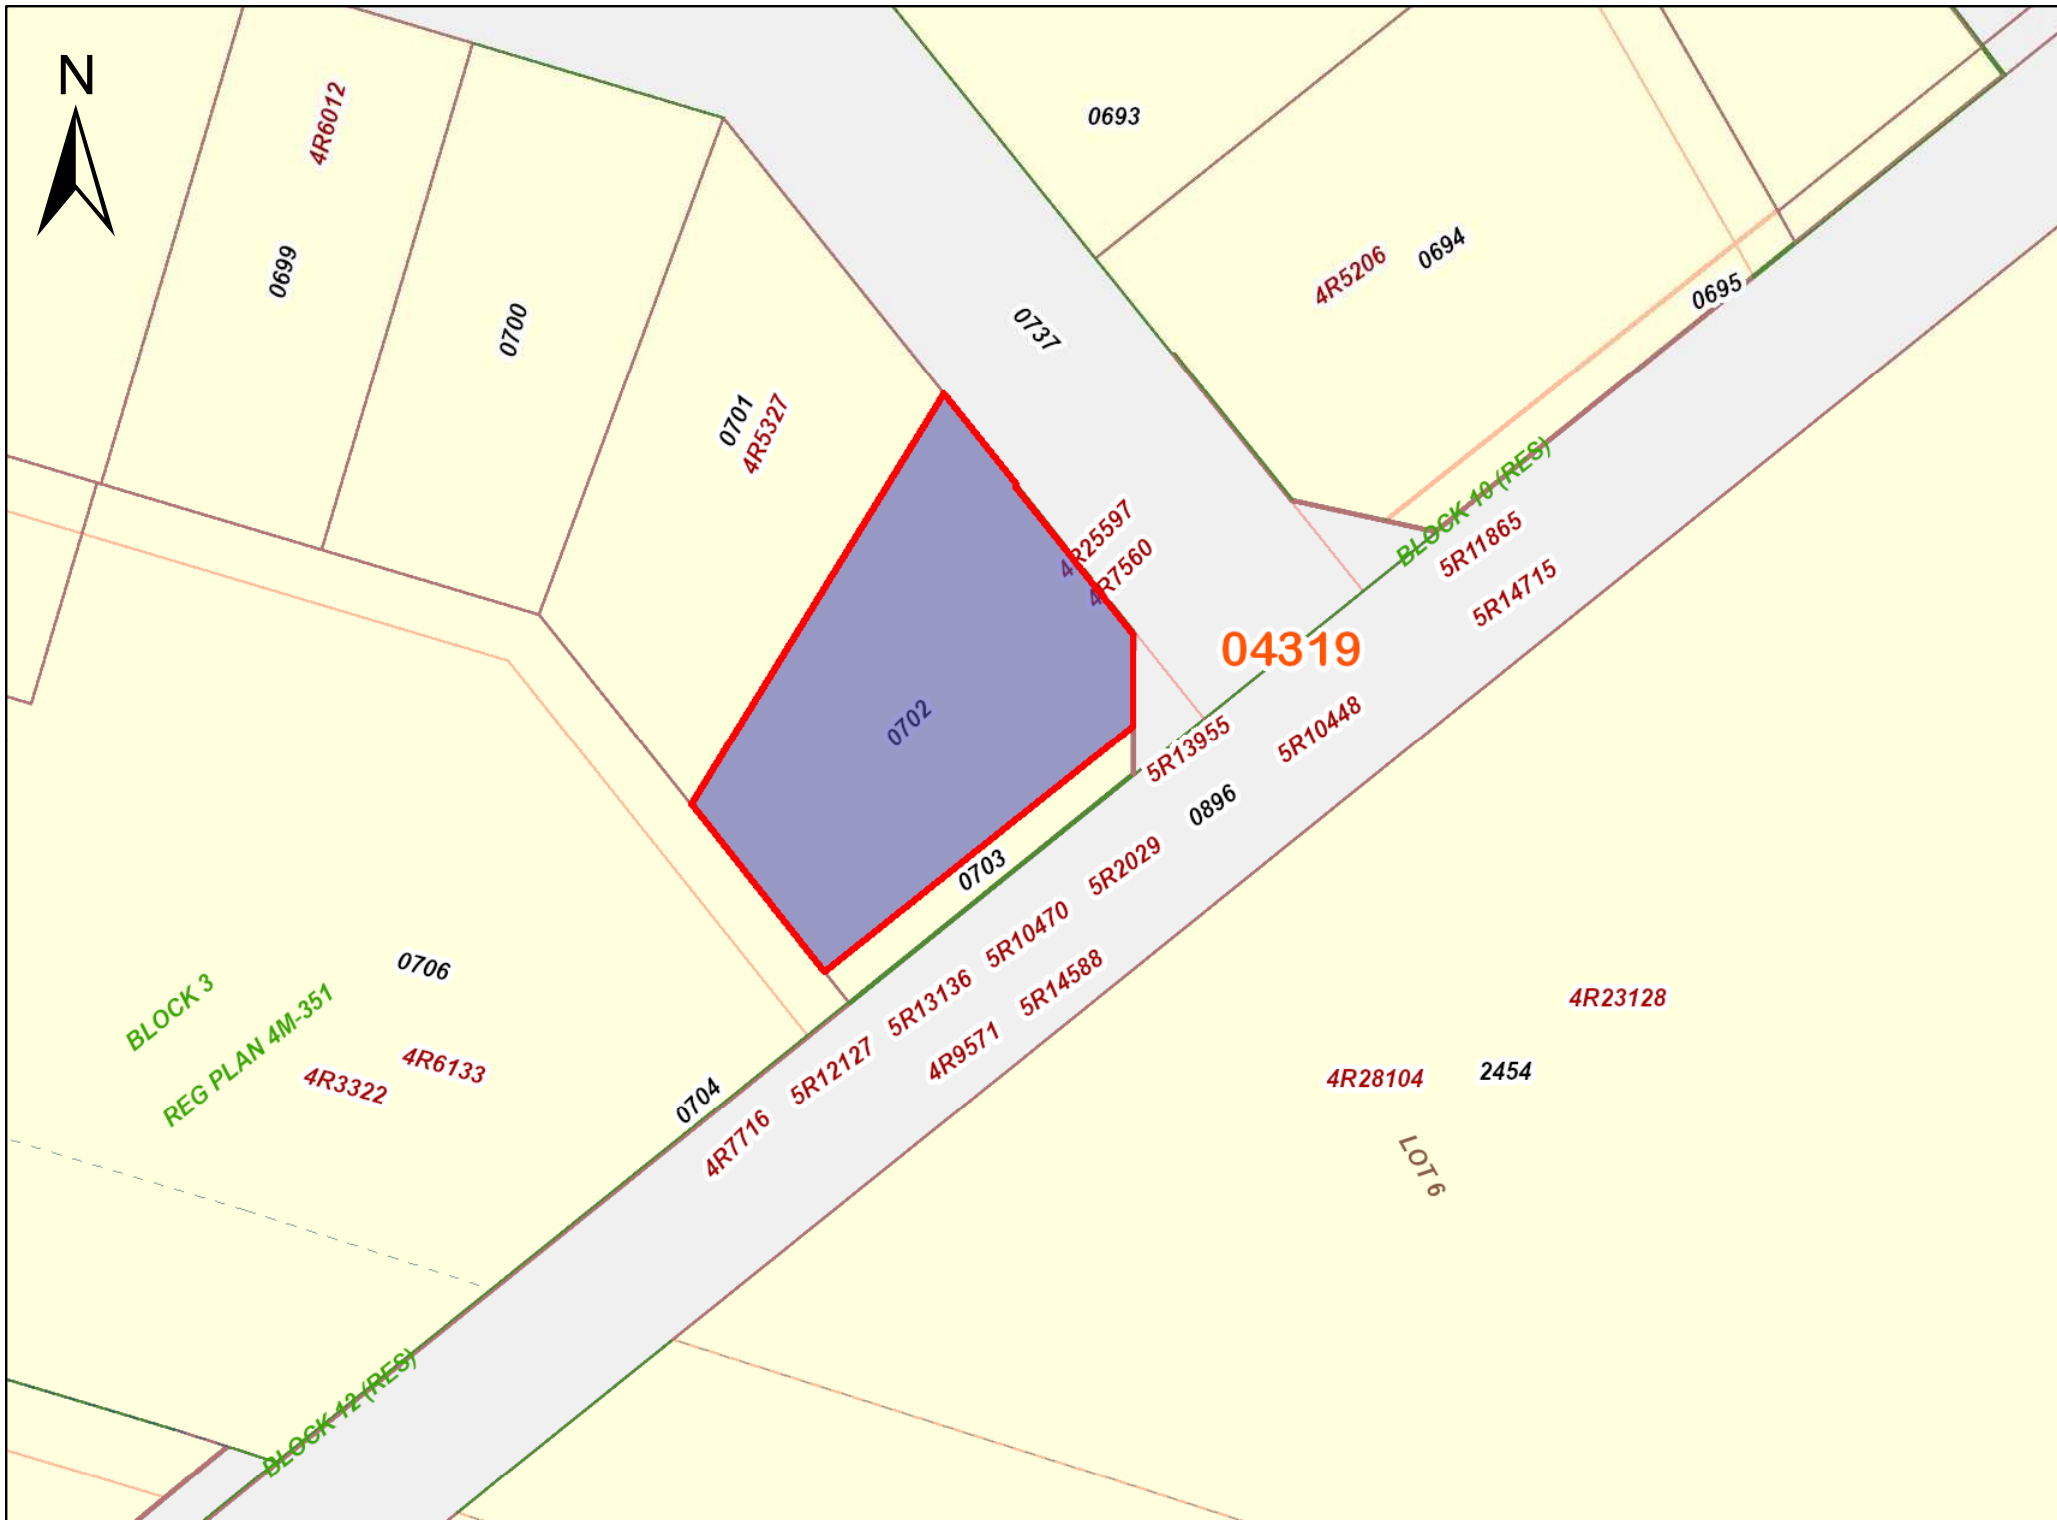 N
4R6012
0693
0699
0694
4R5206
0695
0700
0737
0701
4R5327
BLOCK 10 (RES)
4R25597
4R7560
5R11865
5R14715
04319
0702
5R13955
5R10448
0896
0703
5R2029
5R10470
5R14588
5R13136
0706
BLOCK 3
REG PLAN 4M-351
4R6133
4R3322
4R9571
5R12127
0704
4R7716
4R23128
4R28104
2454
LOT 6
BLOCK 12 (RES)